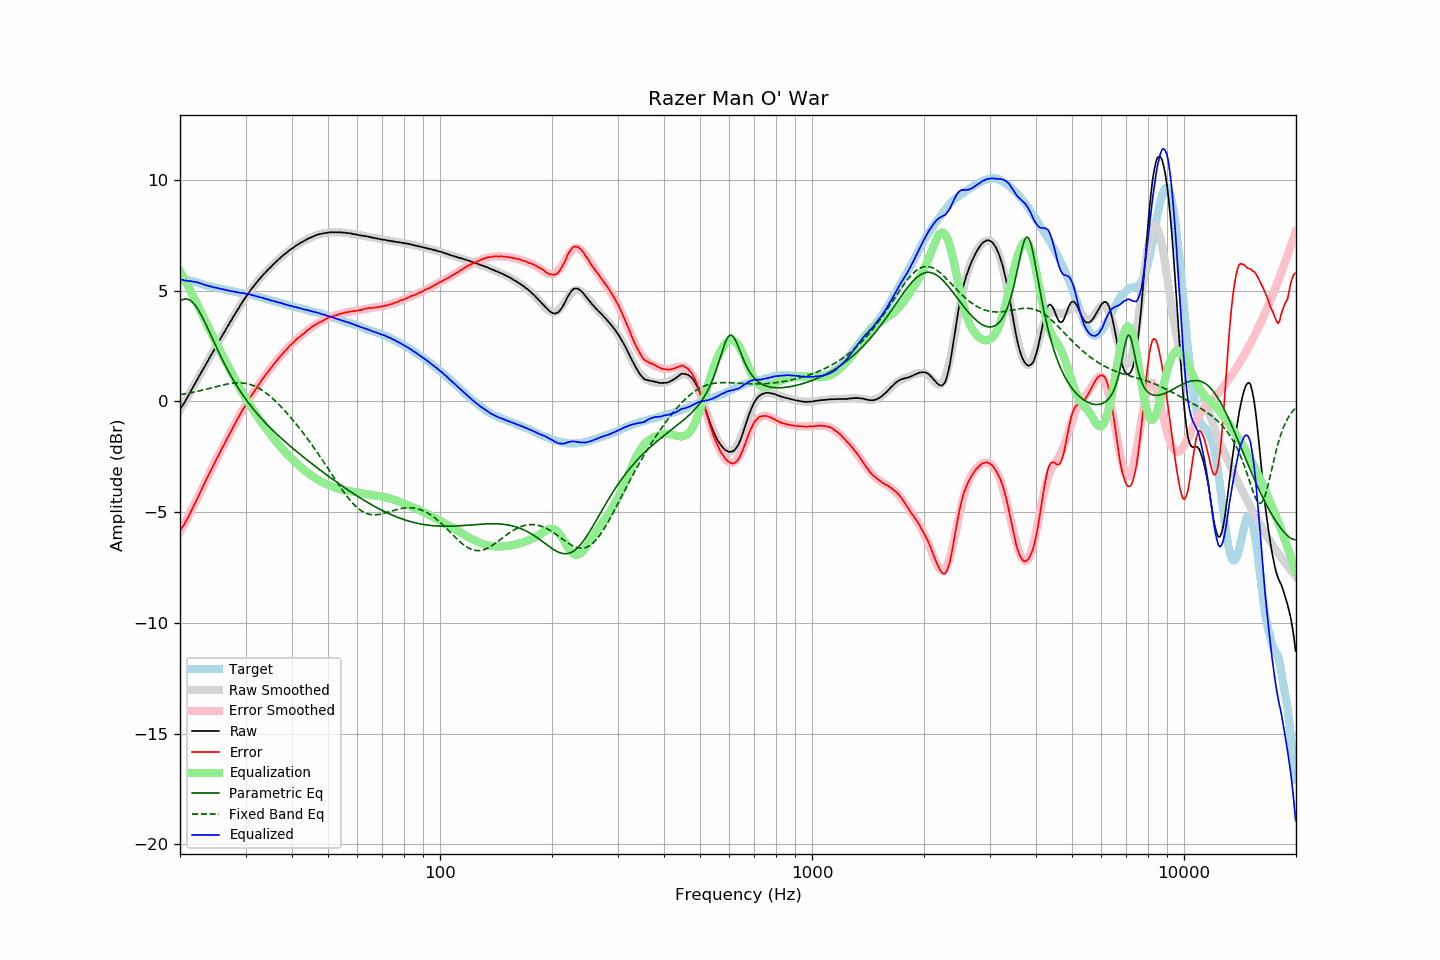 Razer Man O' War
Amplitude (dBr)
10
5
0
−5
−10
−15
−20
Target
Raw Smoothed
Error Smoothed
Raw
Error
Equalization
Parametric Eq
Fixed Band Eq
Equalized
100
1000
10000
Frequency (Hz)